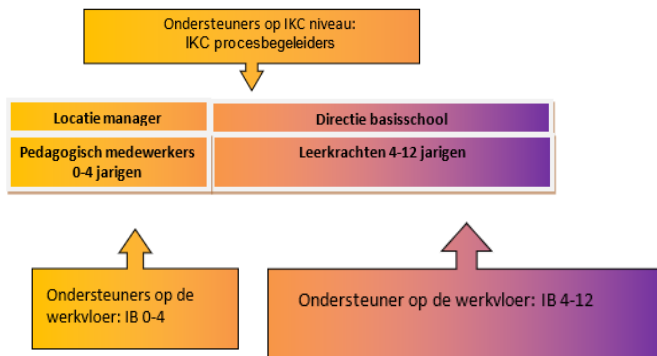 Ondersteuners op IKC niveau:
IKC procesbegeleiders
Locatie manager
Directie basisschool
Pedagogisch medewerkers
0-4 jarigen
Leerkrachten 4-12 jarigen
Ondersteuners op de
werkvloer: IB 0-4
Ondersteuner op de werkvloer: IB 4-12